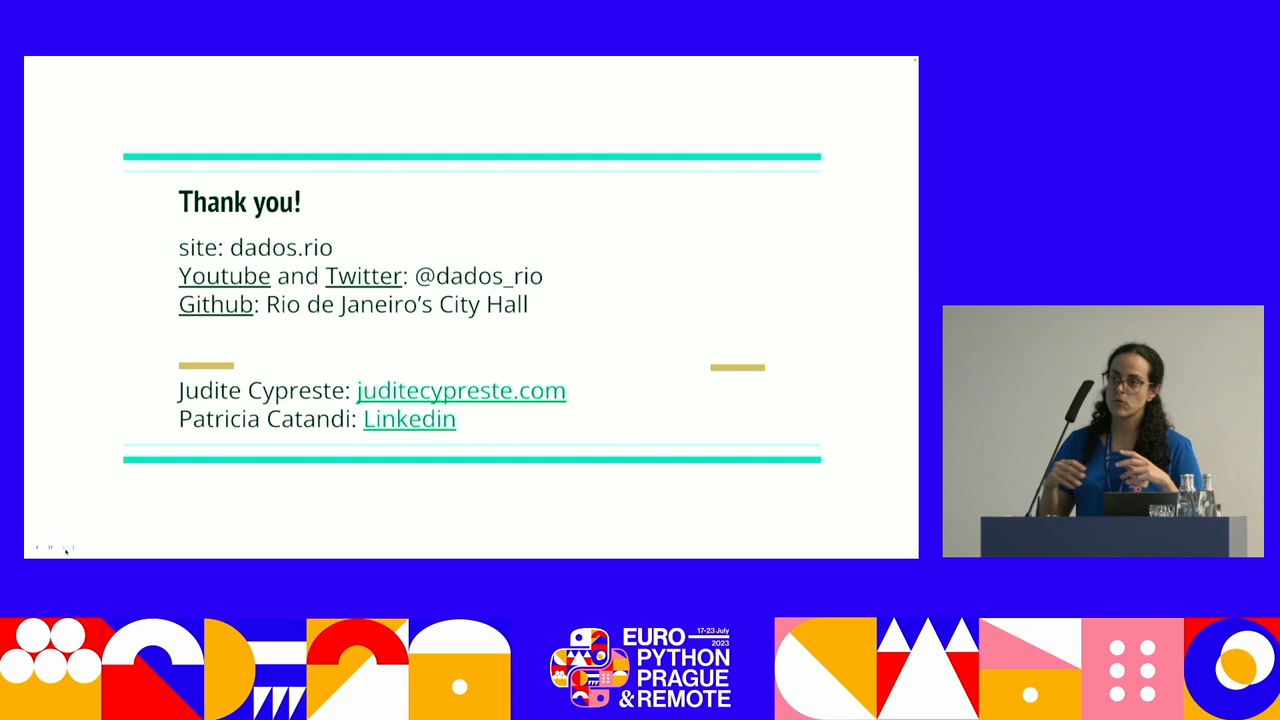 Thank you!
site: dados.rio
Youtube and Twitter: @dados_rio
Github: Rio de Janeiro’s City Hall
Judite Cypreste: juditecypreste.com
Patricia Catandi: Linkedin
EURO 17-23 July
2023
PYTHON
PRAGUE
& REMOTE